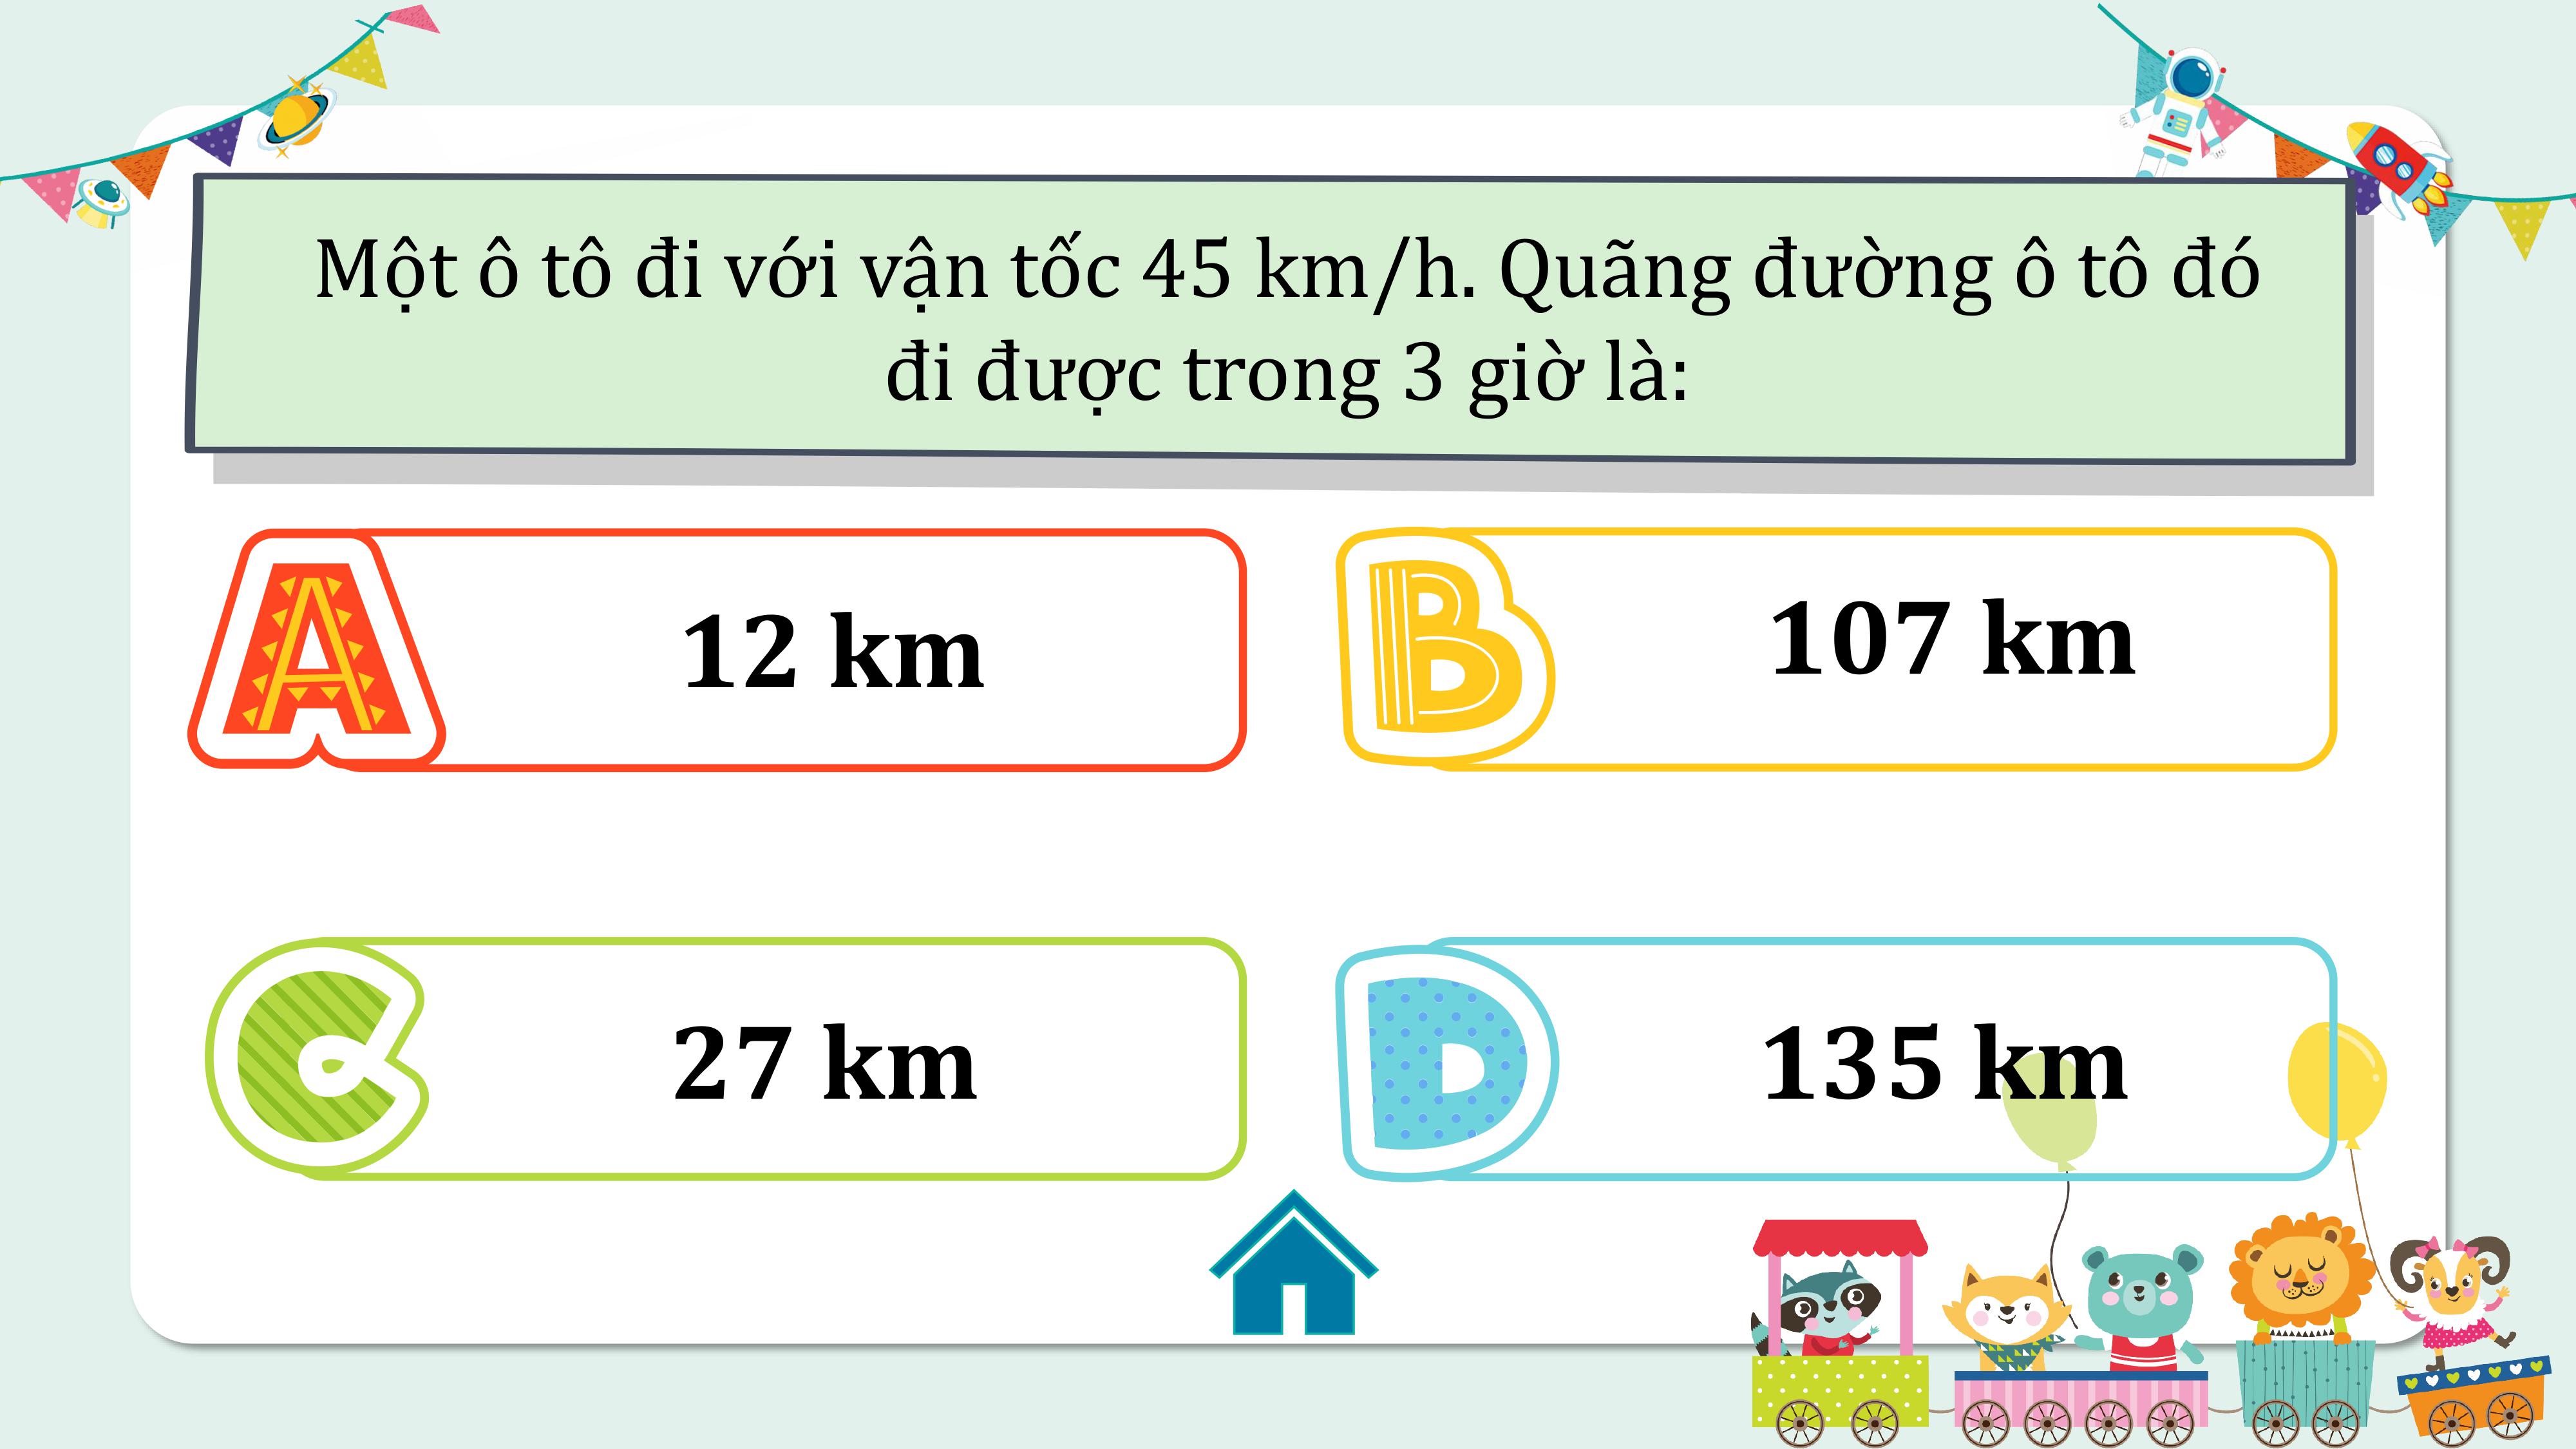 Một ô tô đi với vận tốc 45 km/h. Quãng đường ô tô đó
đi được trong 3 giờ là:
A
12 km
B
107 km
C
27 km
D
135 km